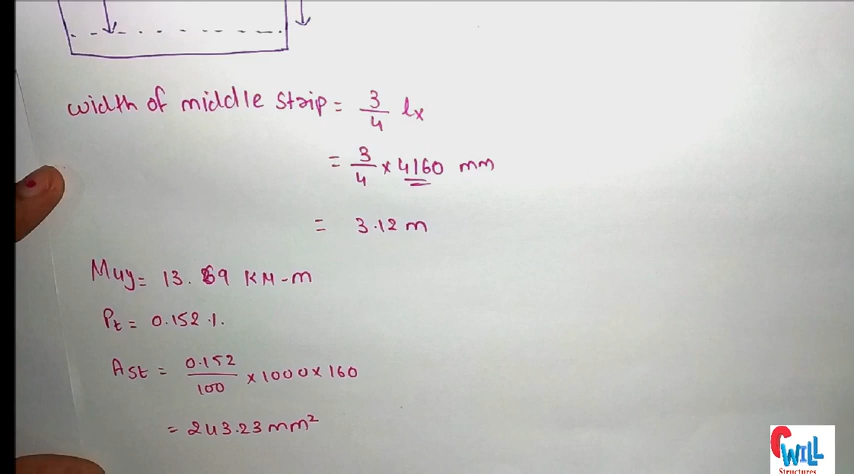 width of middle strip = 3/4 lx
= 3/4 × 4160 mm
= 3.12 m
Muy = 13.69 KN-m
Pt = 0.152 %.
Ast = 0.152/100 × 1000 × 160
= 243.23 mm²
CWILL
Structures